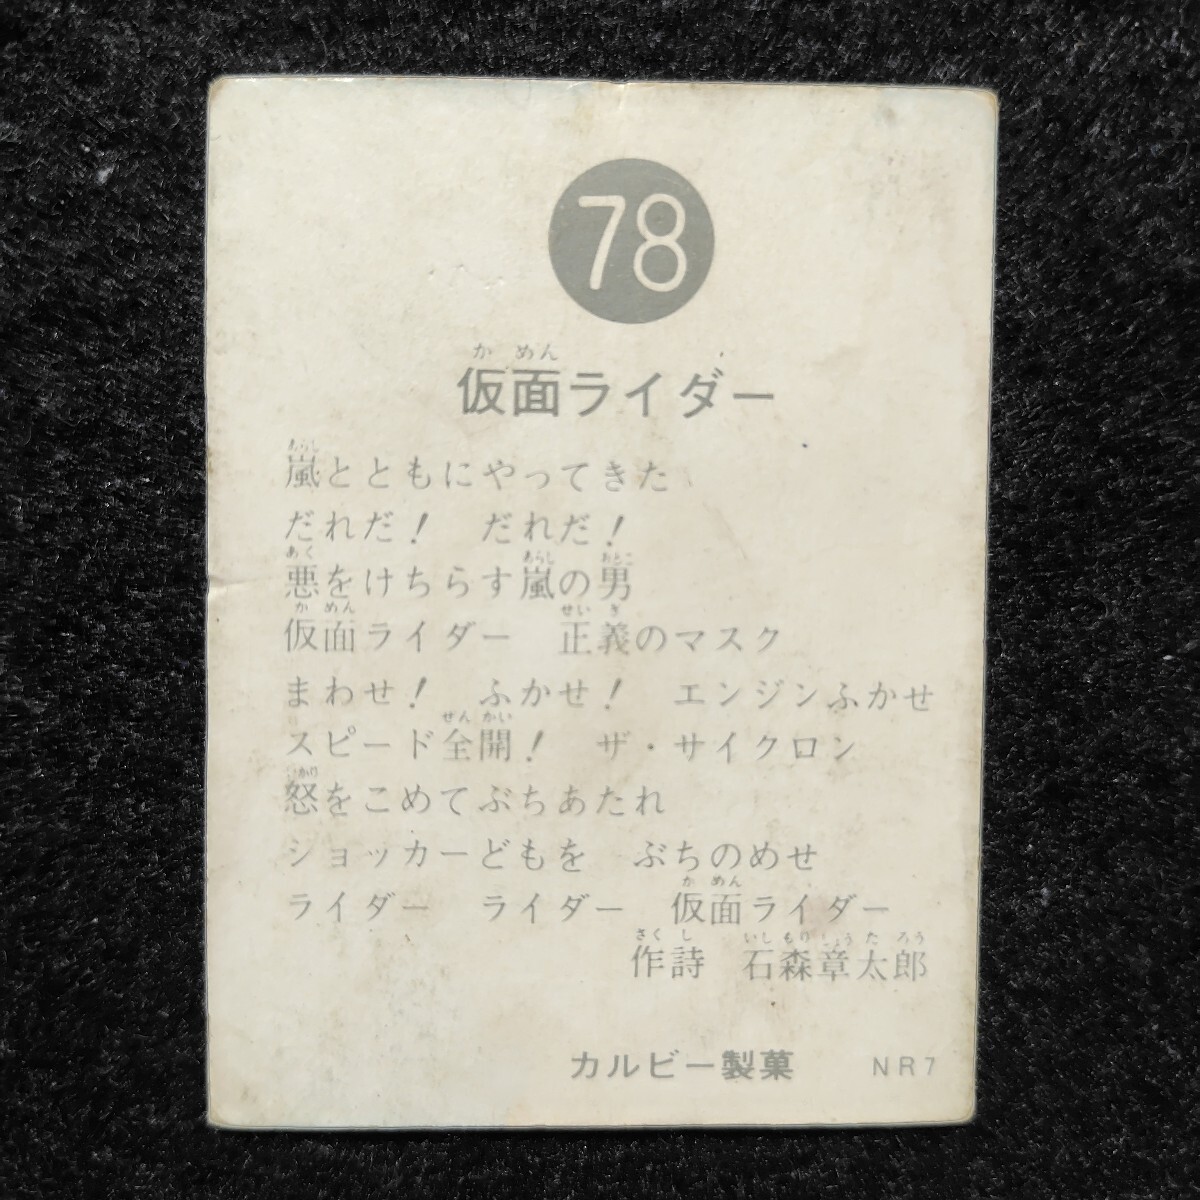 78
仮面ライダー
嵐とともにやってきた
だれだ！　だれだ！
悪をけちらす嵐の男
仮面ライダー　正義のマスク
まわせ！　ふかせ！　エンジンふかせ
スピード全開！　ザ・サイクロン
怒をこめてぶちあたれ
ショッカーどもを　ぶちのめせ
ライダー　ライダー　仮面ライダー
作詩　石森章太郎
カルビー製菓　NR7